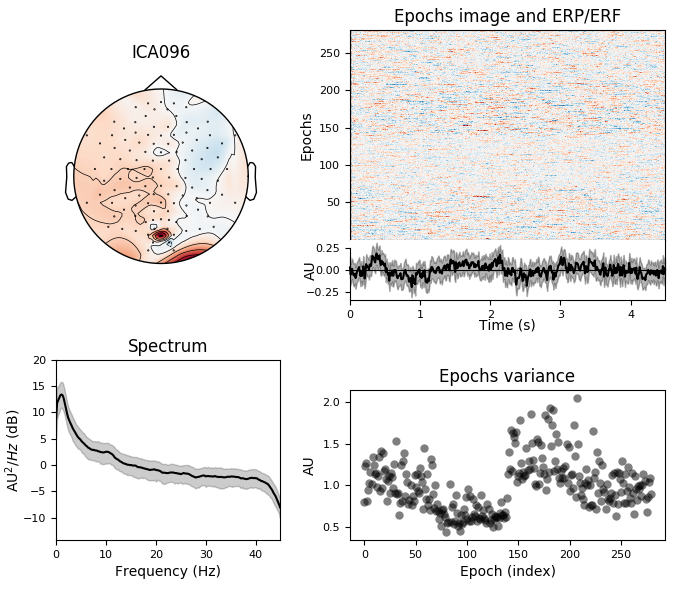 ICA096
Epochs image and ERP/ERF
Epochs
250
200
150
100
50
AU
0.25
0.00
−0.25
0 1 2 3 4
Time (s)
Spectrum
AU²/Hz (dB)
20
15
10
5
0
−5
−10
0 10 20 30 40
Frequency (Hz)
Epochs variance
AU
2.0
1.5
1.0
0.5
0 50 100 150 200 250
Epoch (index)